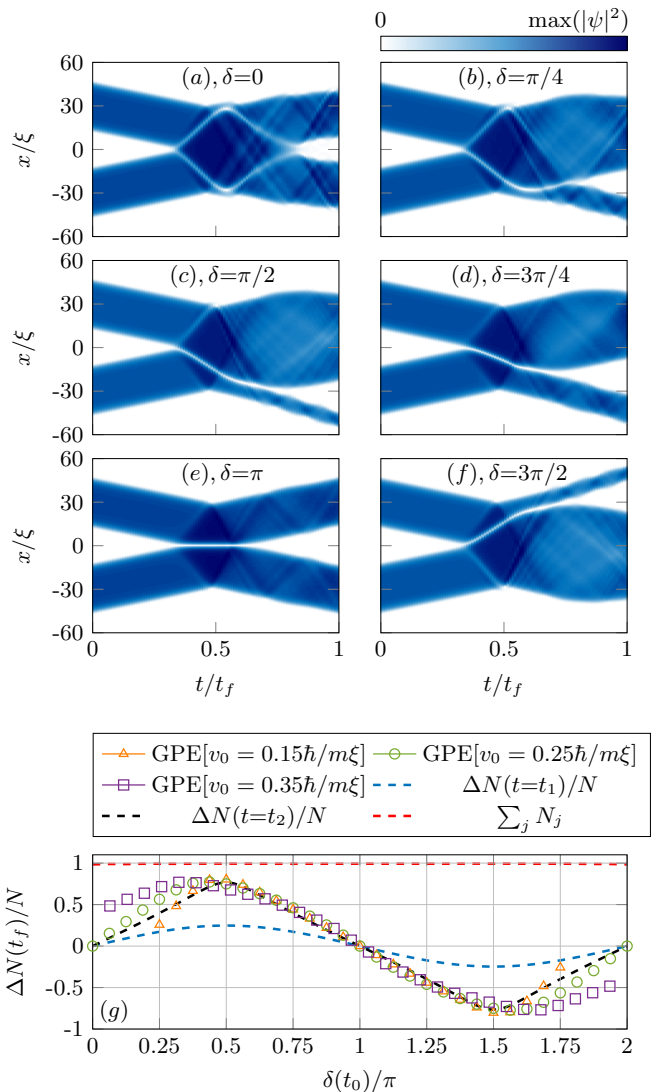 0 max(|ψ|²)
60 (a), δ=0 (b), δ=π/4
30
x/ξ 0
-30
-60
60 (c), δ=π/2 (d), δ=3π/4
30
x/ξ 0
-30
-60
60 (e), δ=π (f), δ=3π/2
30
x/ξ 0
-30
-60
0 0.5 1 0 0.5 1
t/t_f t/t_f
GPE[v₀ = 0.15ħ/mξ] GPE[v₀ = 0.25ħ/mξ]
GPE[v₀ = 0.35ħ/mξ] ΔN(t=t₁)/N
ΔN(t=t₂)/N ∑_j N_j
1
0.5
ΔN(t_f)/N 0
-0.5
-1 (g)
0 0.25 0.5 0.75 1 1.25 1.5 1.75 2
δ(t₀)/π